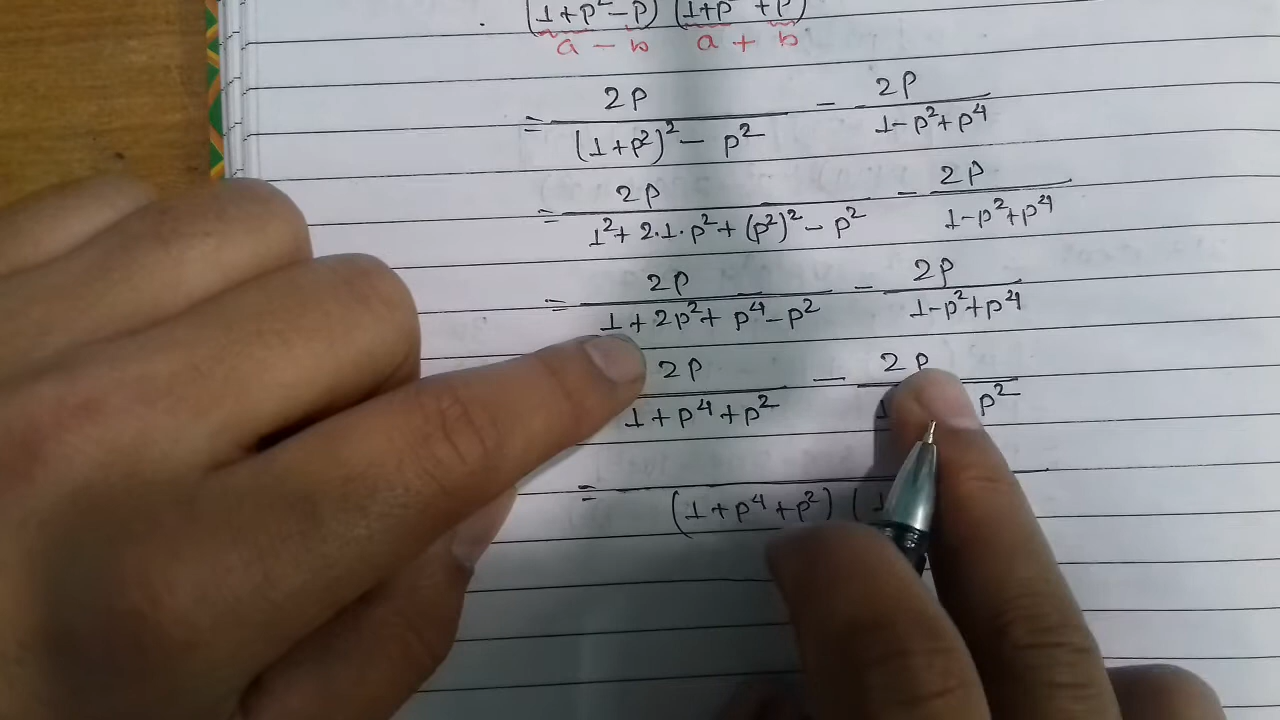 (1+p²-p) (1+p² +p)
a - b a + b
= 2p/((1+p²)² - p²) - 2p/(1-p²+p⁴)
= 2p/(1²+2·1·p²+(p²)²-p²) - 2p/(1-p²+p⁴)
= 2p/(1+2p²+p⁴-p²) - 2p/(1-p²+p⁴)
2p/(1+p⁴+p²) - 2p/ p²
= (1+p⁴+p²) (1